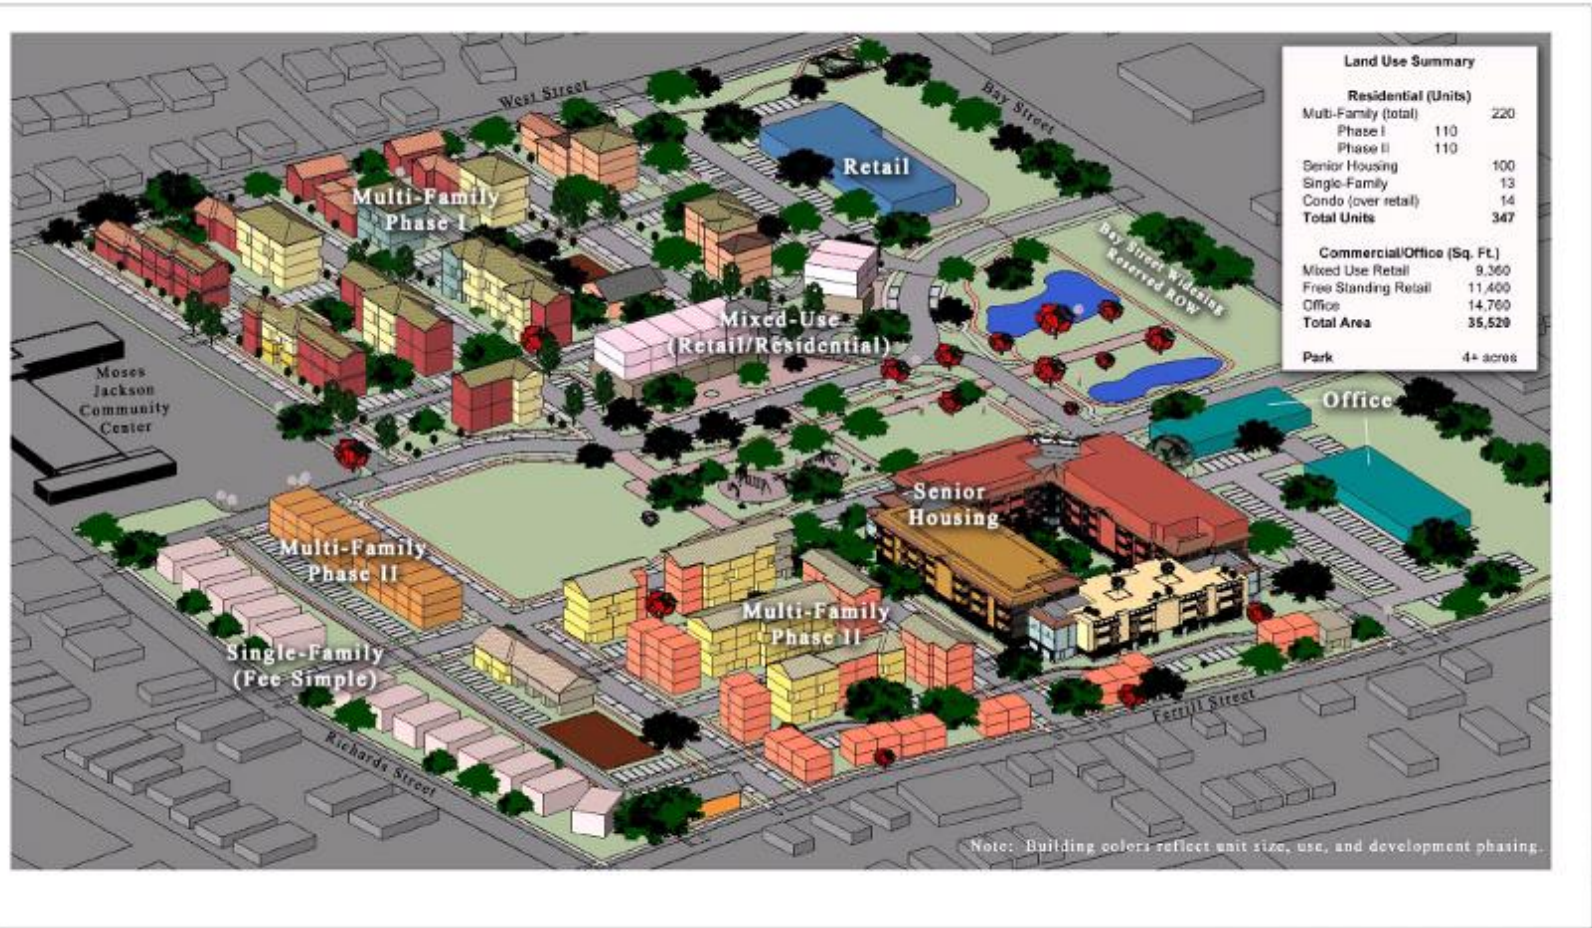 West Street
Bay Street
Retail
Multi-Family
Phase I
Bay Street Widening
Reserved ROW
Mixed-Use
(Retail/Residential)
Moses
Jackson
Community
Center
Office
Senior
Housing
Multi-Family
Phase II
Multi-Family
Phase II
Single-Family
(Fee Simple)
Richards Street
Ferrill Street
Land Use Summary
Residential (Units)
Multi-Family (total) 220
Phase I 110
Phase II 110
Senior Housing 100
Single-Family 13
Condo (over retail) 14
Total Units 347
Commercial/Office (Sq. Ft.)
Mixed Use Retail 9,360
Free Standing Retail 11,400
Office 14,760
Total Area 35,520
Park 4+ acres
Note: Building colors reflect unit size, use, and development phasing.